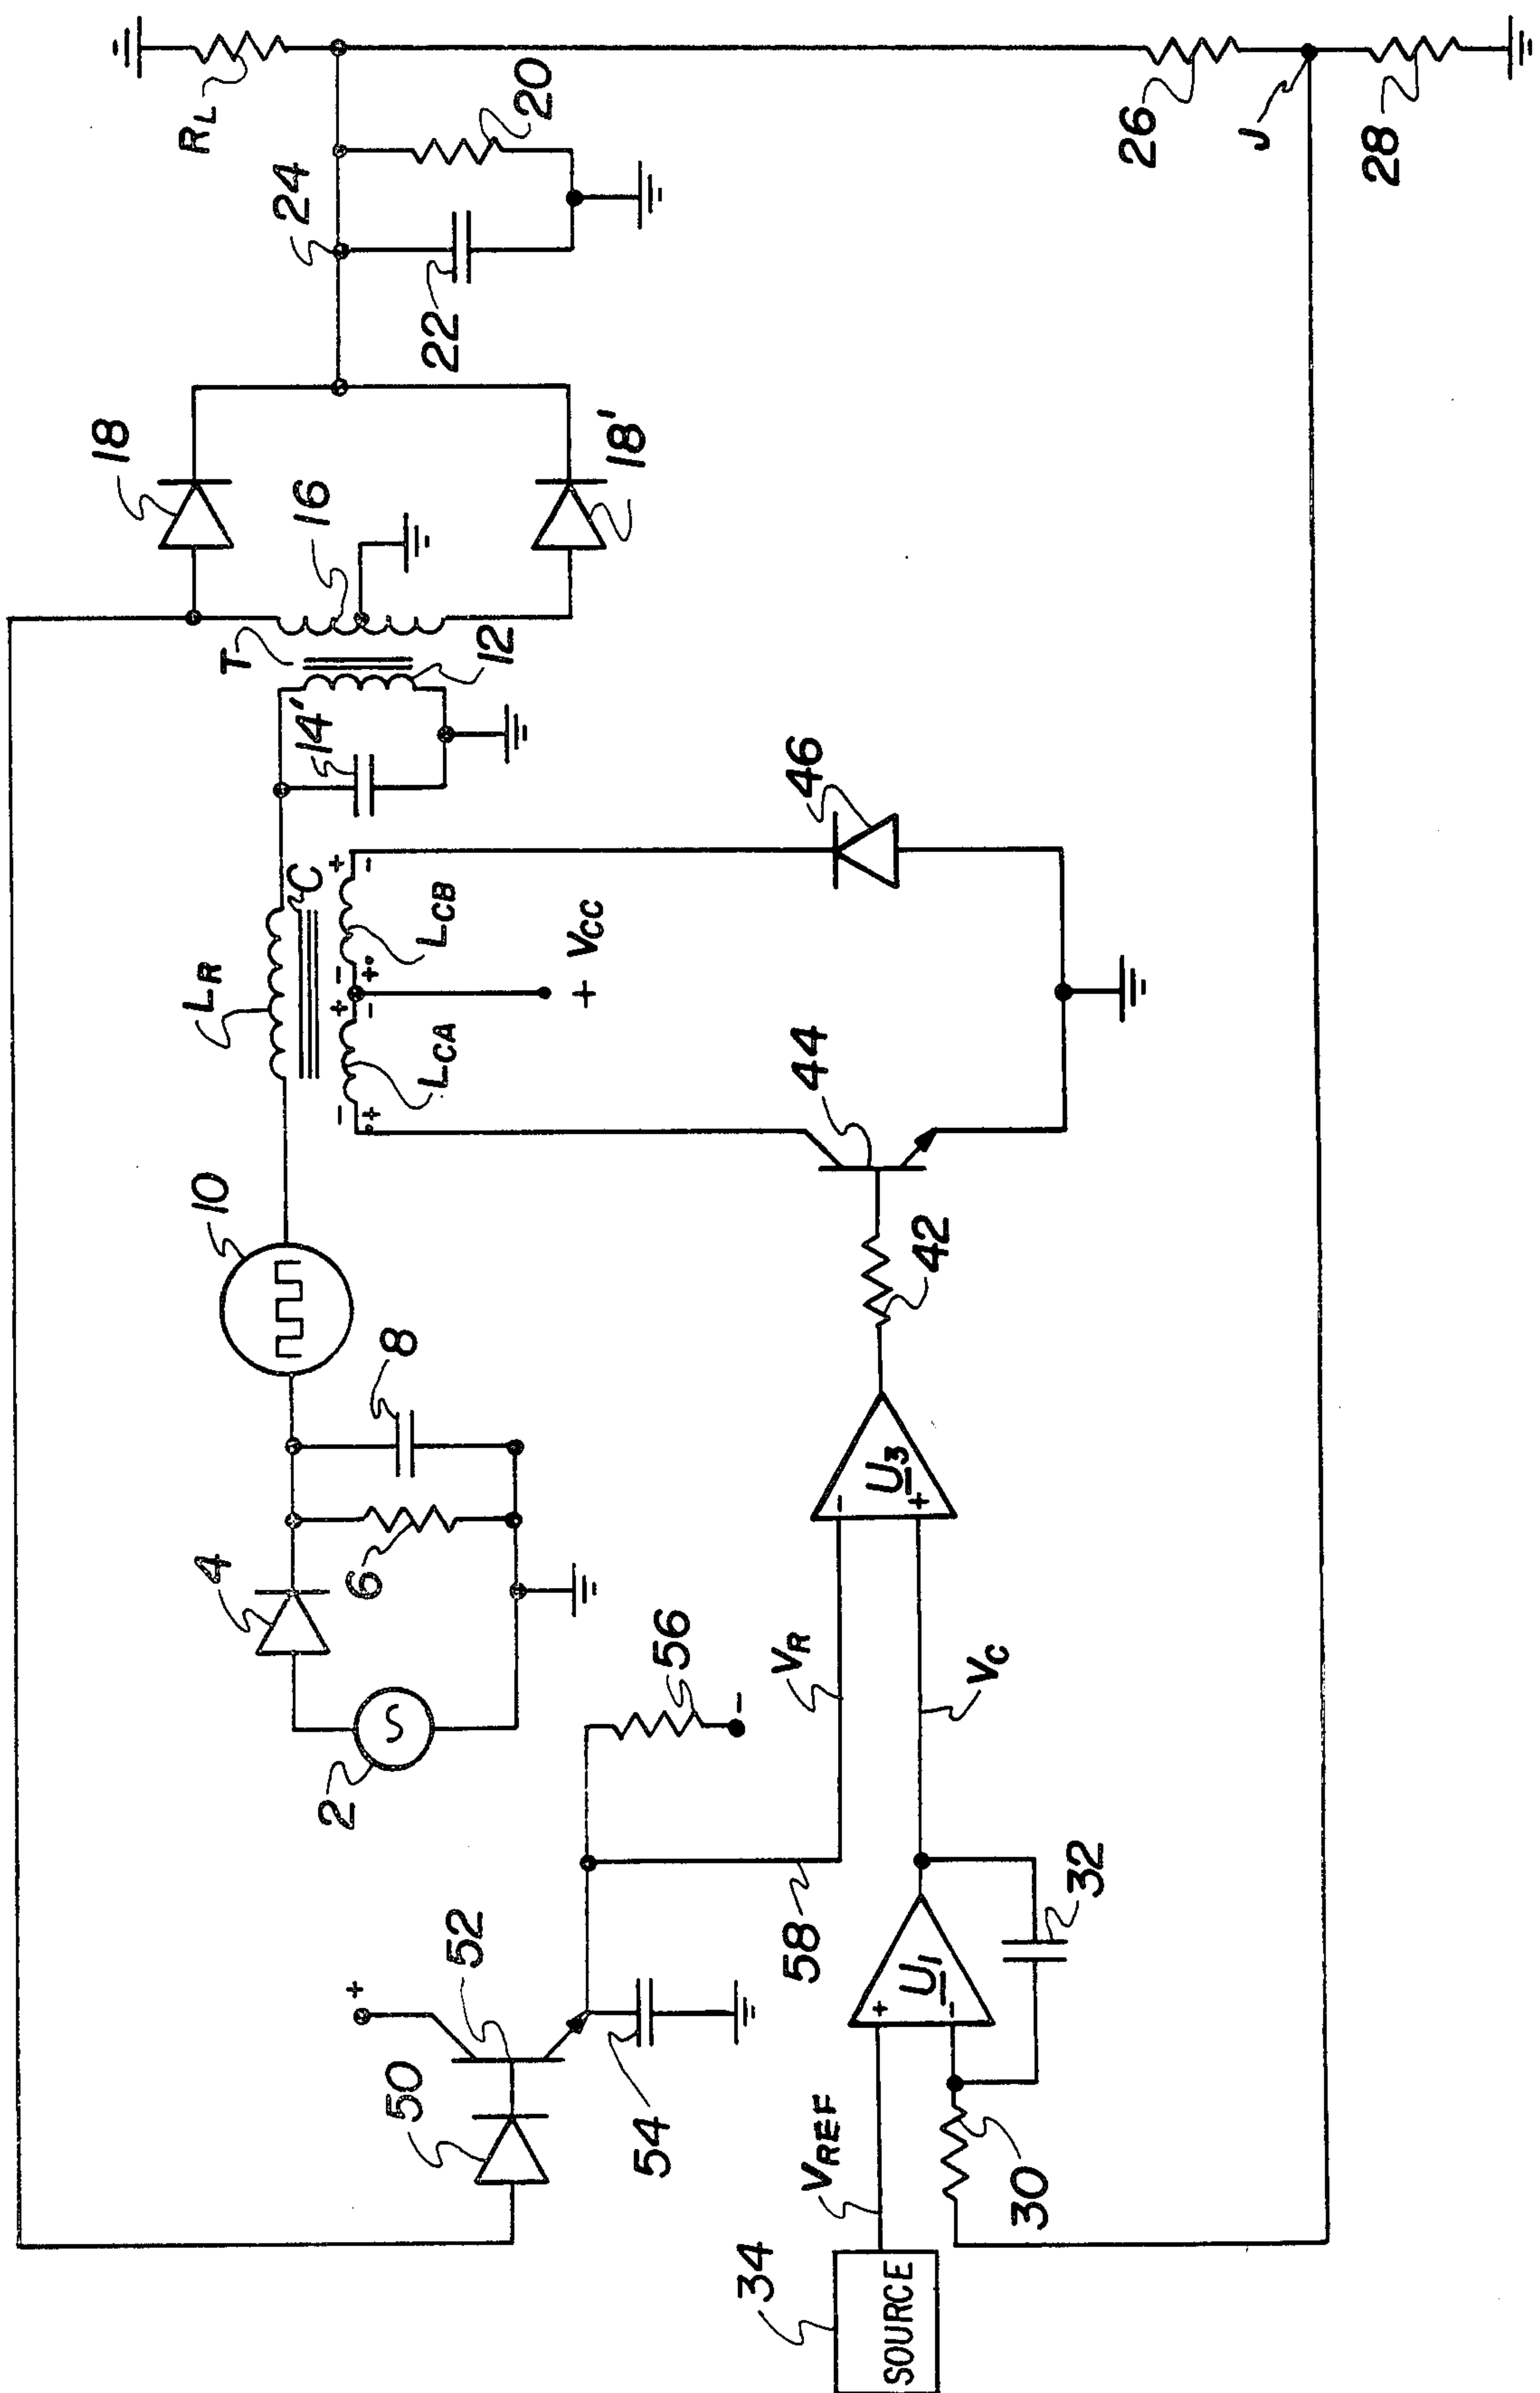 50
52
+
54
56
-
58
2
4
6
8
10
LR
C
T
14'
12
16
18
18'
24
22
20
RL
- + + - - + + -
LCA
LCB
+ VCC
46
44
42
VR
VC
- U3 +
34
SOURCE
VREF
+ U1 -
30
32
26
J
28